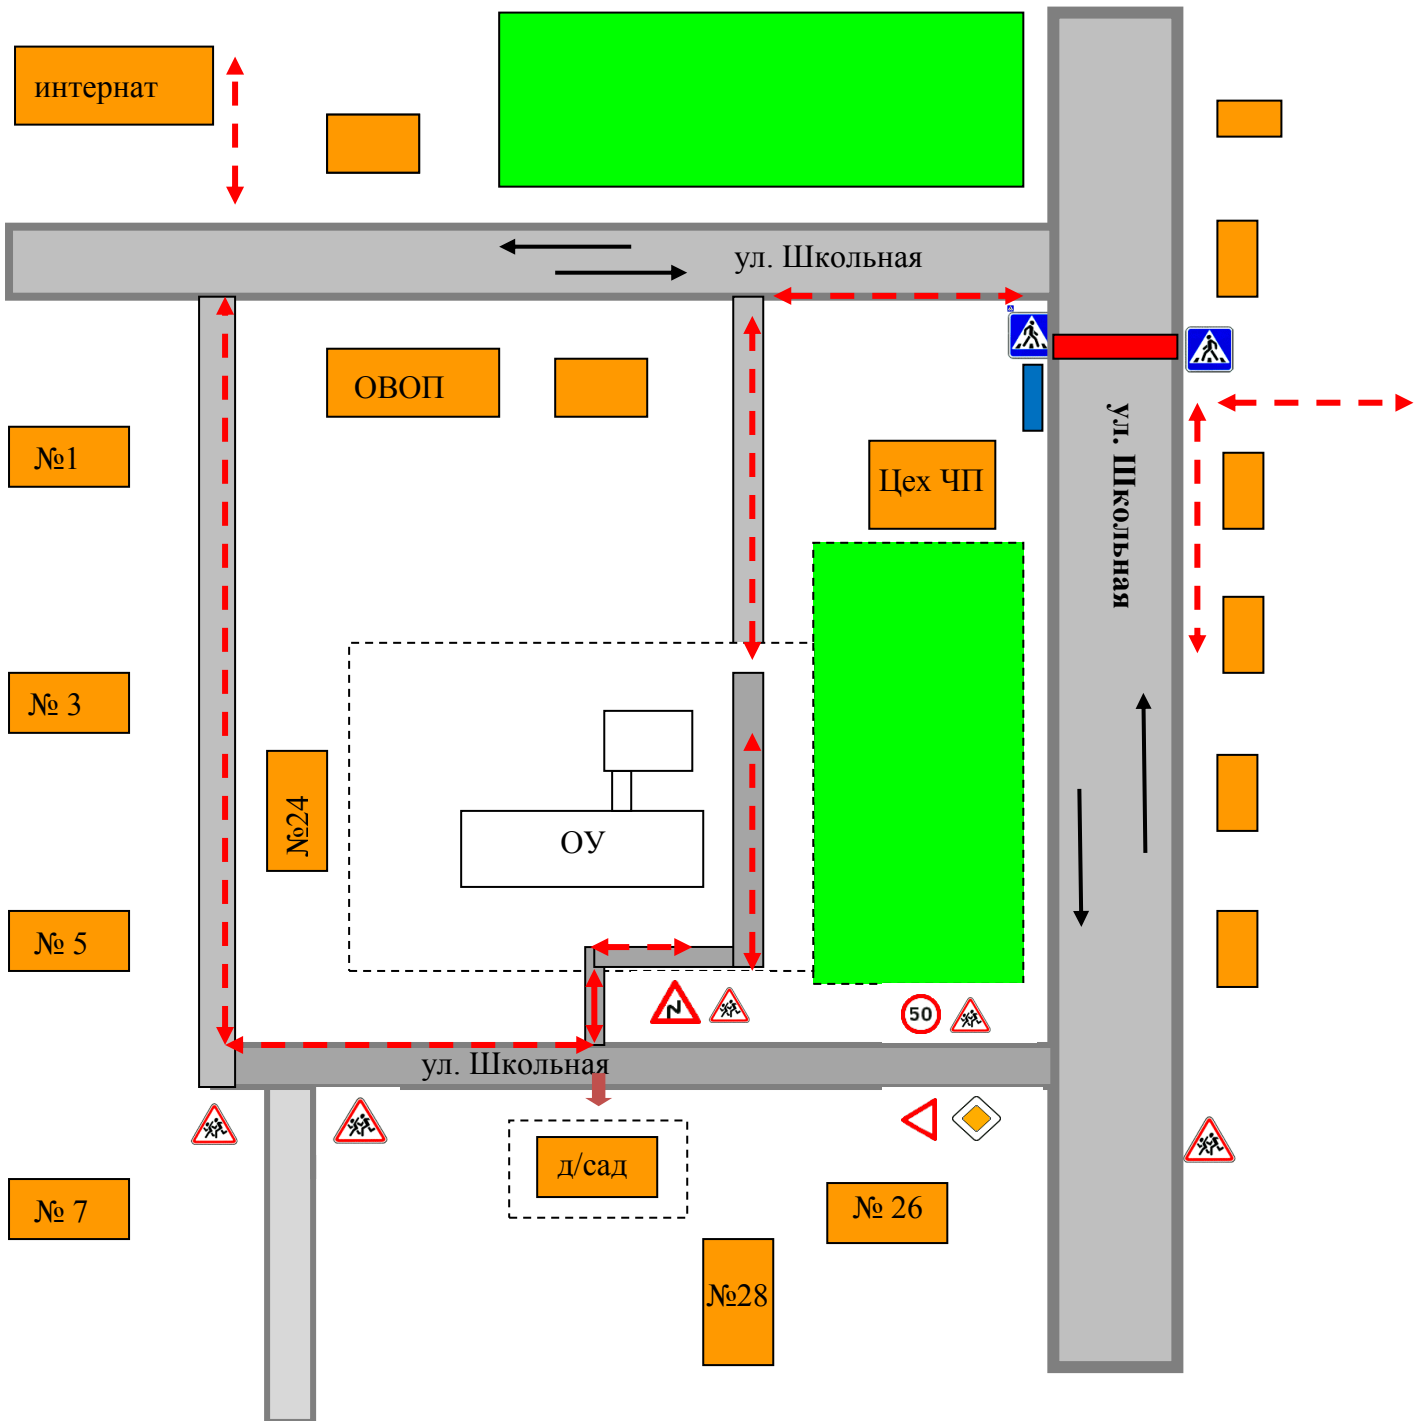 интернат
ул. Школьная
ОВОП
№1
Цех ЧП
ул. Школьная
№ 3
№24
ОУ
№ 5
50
ул. Школьная
д/сад
№ 7
№ 26
№28